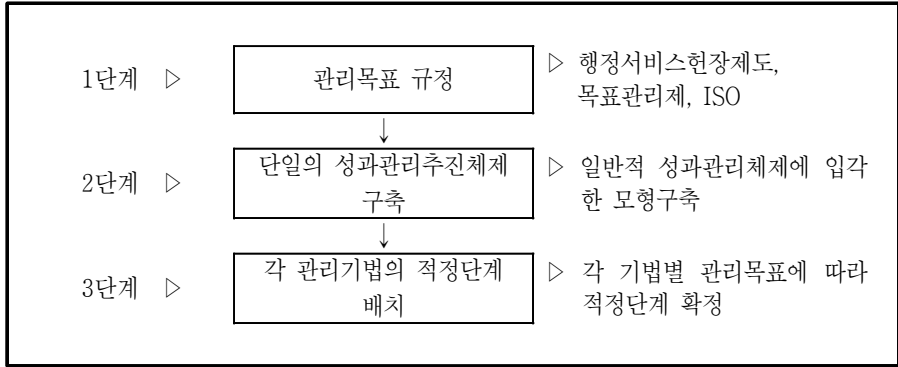 1단계 ▷ 관리목표 규정 ▷ 행정서비스헌장제도,
목표관리제, ISO
↓
2단계 ▷ 단일의 성과관리추진체제
구축 ▷ 일반적 성과관리체제에 입각
한 모형구축
↓
3단계 ▷ 각 관리기법의 적정단계
배치 ▷ 각 기법별 관리목표에 따라
적정단계 확정